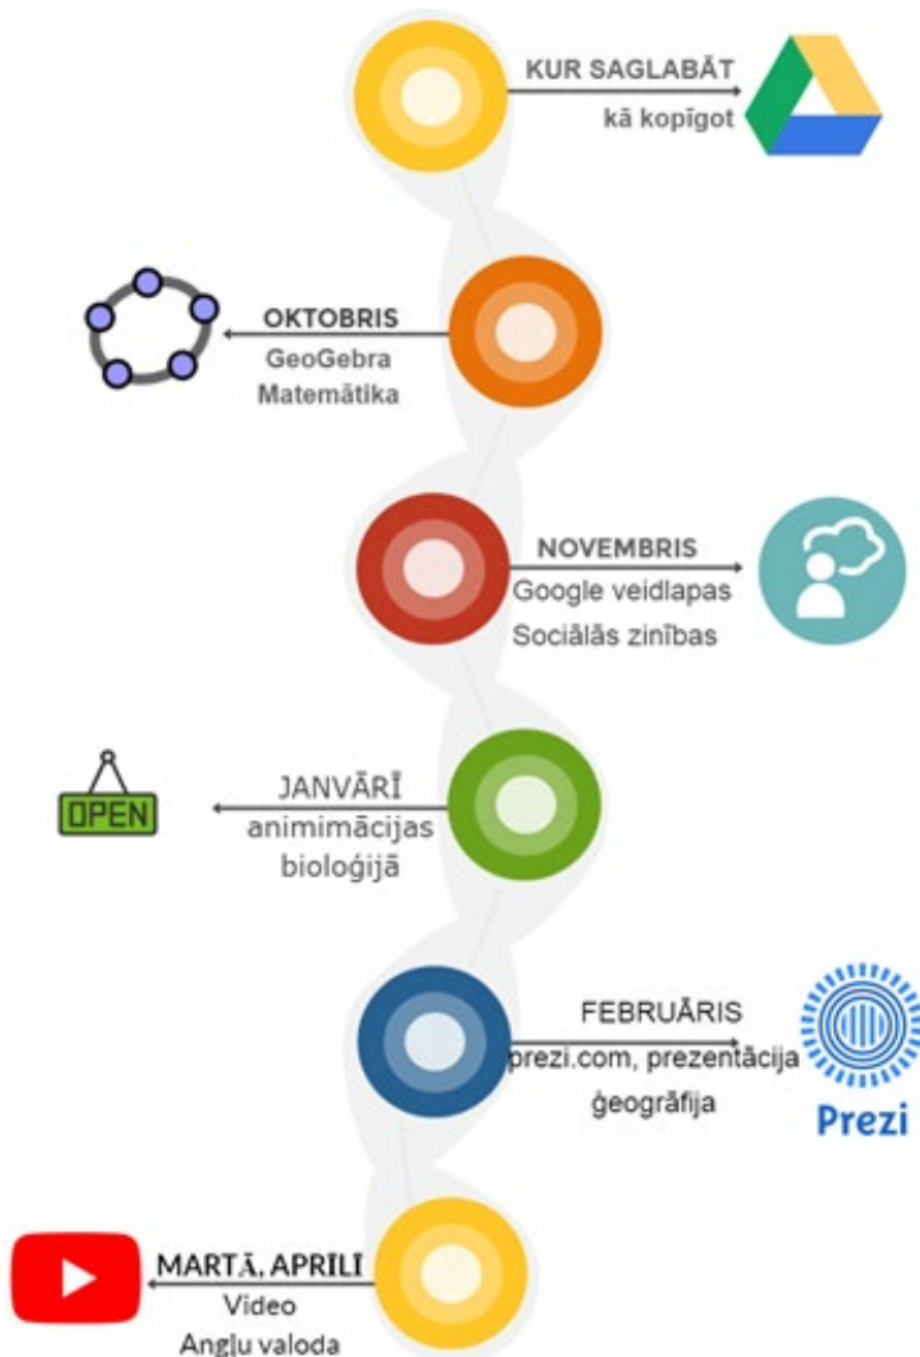 KUR SAGLABĀT
kā kopīgot
OKTOBRIS
GeoGebra
Matemātika
NOVEMBRIS
Google veidlapas
Sociālās zinības
OPEN
JANVĀRĪ
animimācijas
bioloģijā
FEBRUĀRIS
prezi.com, prezentācija
ģeogrāfija
Prezi
MARTĀ, APRĪLĪ
Video
Angļu valoda